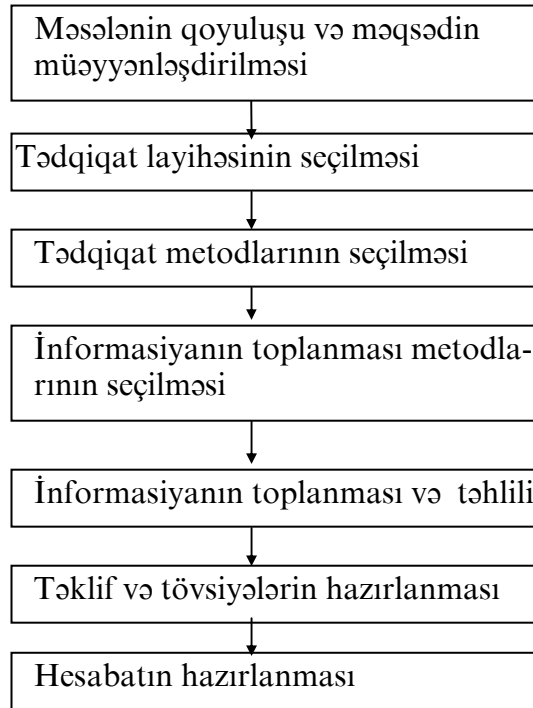 Məsələnin qoyuluşu və məqsədin
müəyyənləşdirilməsi
Tədqiqat layihəsinin seçilməsi
Tədqiqat metodlarının seçilməsi
İnformasiyanın toplanması metodla-
rının seçilməsi
İnformasiyanın toplanması və təhlili
Təklif və tövsiyələrin hazırlanması
Hesabatın hazırlanması